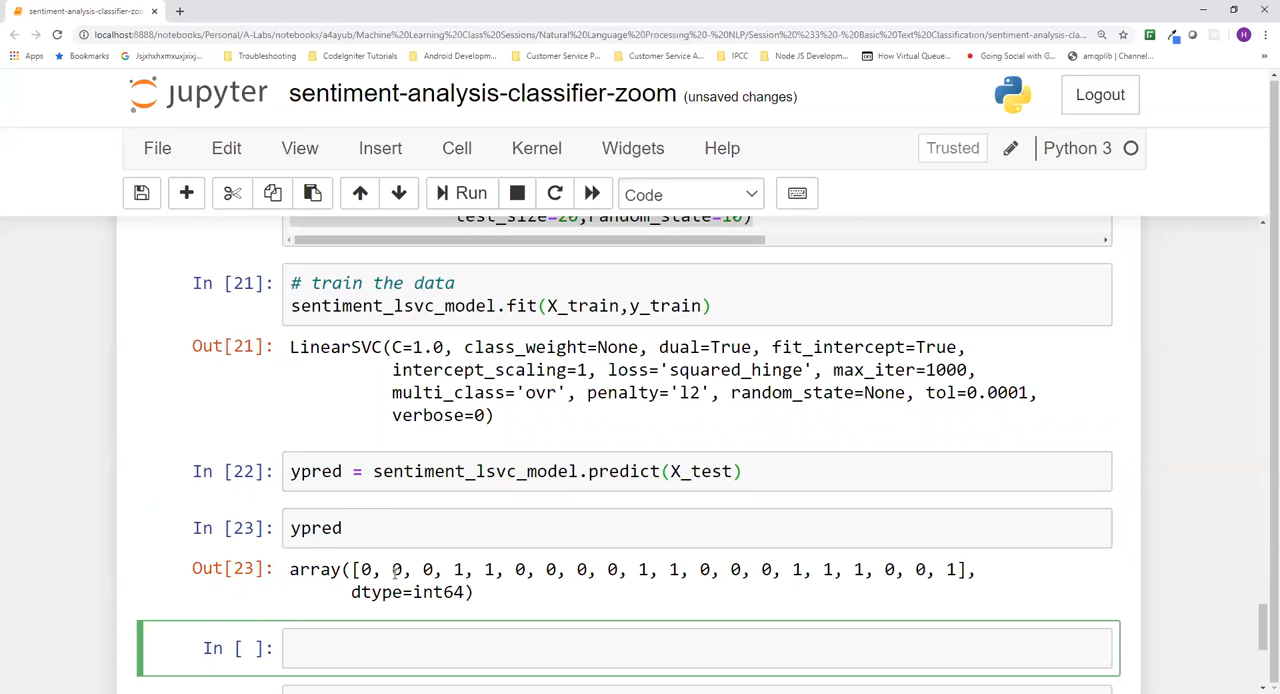 sentiment-analysis-classifier-zoo
localhost:8888/notebooks/Personal/A-Labs/notebooks/a4ayub/Machine%20Learning%20Class%20Sessions/Natural%20Language%20Processing%20-%20NLP/Session%20%233%20-%20Basic%20Text%20Classification/sentiment-analysis-cla...
Apps Bookmarks Jsjxhxmxuxjxixj... Troubleshooting CodeIgniter Tutorials Android Developm... Customer Service P... Customer Service A... IPCC Node JS Developm... How Virtual Queue... Going Social with G... amqplib | Channel... »
jupyter sentiment-analysis-classifier-zoom (unsaved changes) Logout
File Edit View Insert Cell Kernel Widgets Help Trusted Python 3
Run Code
test_size=20,random_state=10)
In [21]: # train the data
sentiment_lsvc_model.fit(X_train,y_train)
Out[21]: LinearSVC(C=1.0, class_weight=None, dual=True, fit_intercept=True,
intercept_scaling=1, loss='squared_hinge', max_iter=1000,
multi_class='ovr', penalty='l2', random_state=None, tol=0.0001,
verbose=0)
In [22]: ypred = sentiment_lsvc_model.predict(X_test)
In [23]: ypred
Out[23]: array([0, 0, 0, 1, 1, 0, 0, 0, 0, 1, 1, 0, 0, 0, 1, 1, 1, 0, 0, 1],
dtype=int64)
In [ ]: